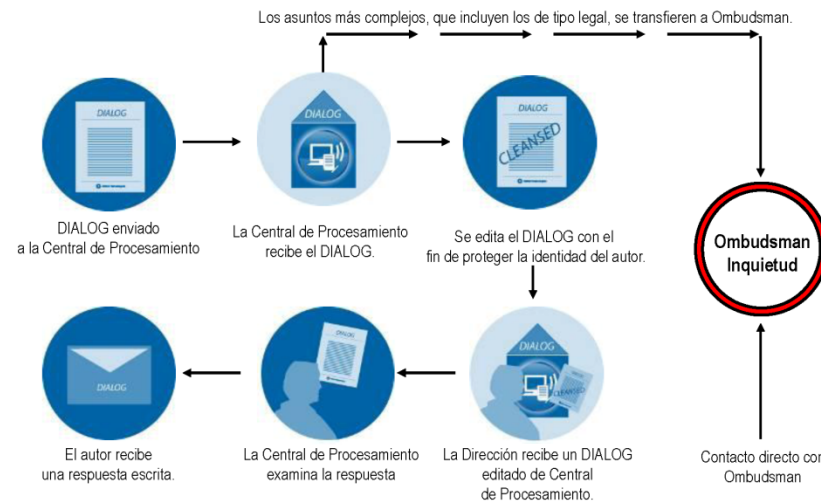 Los asuntos más complejos, que incluyen los de tipo legal, se transfieren a Ombudsman.
DIALOG
DIALOG
DIALOG
CLEANSED
DIALOG enviado
a la Central de Procesamiento
La Central de Procesamiento
recibe el DIALOG.
Se edita el DIALOG con el
fin de proteger la identidad del autor.
Ombudsman
Inquietud
DIALOG
DIALOG
DIALOG
CLEANSED
El autor recibe
una respuesta escrita.
La Central de Procesamiento
examina la respuesta
La Dirección recibe un DIALOG
editado de Central
de Procesamiento.
Contacto directo con
Ombudsman